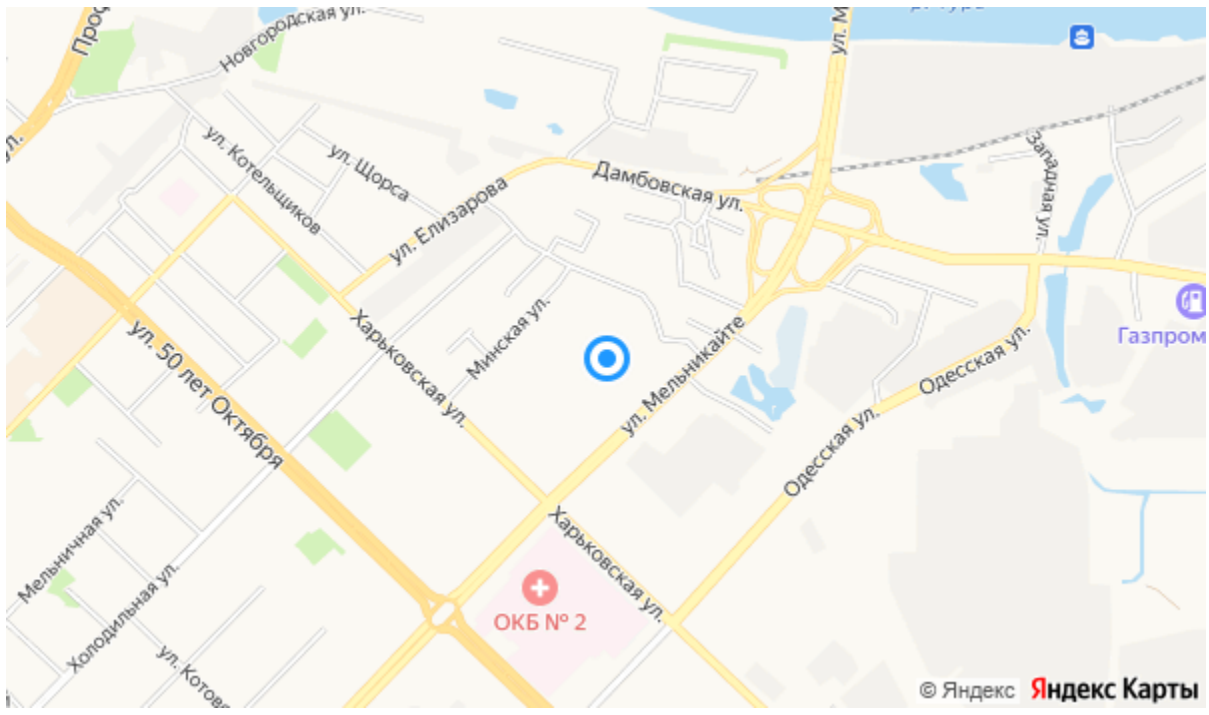 Новгородская ул.
ул. Котельщиков
ул. Щорса
ул. Елизарова
Дамбовская ул.
Западная ул.
Газпром
Минская ул.
Харьковская ул.
ул. Мельникайте
Одесская ул.
Одесская ул.
ул. 50 лет Октября
Мельничная ул.
Холодильная ул.
Харьковская ул.
ОКБ № 2
ул. Котов
© Яндекс
Яндекс Карты